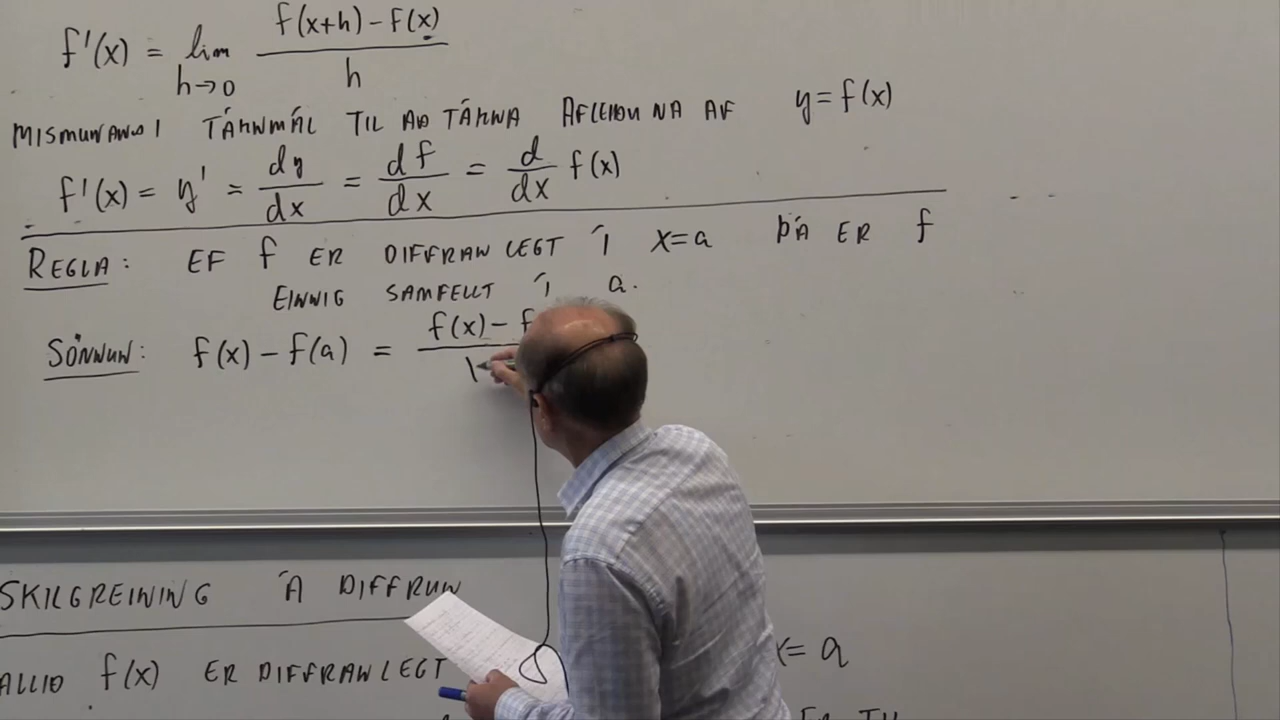 f'(x) = lim h→0 (f(x+h) – f(x)) / h
MISMUNANDI TÁKNMÁL TIL AÐ TÁKNA AFLEIÐUNA AF y = f(x)
f'(x) = y' = dy/dx = df/dx = d/dx f(x)
REGLA: EF f ER DIFFRANLEGT Í x=a ÞÁ ER f
EINNIG SAMFELLT Í a.
SÖNNUN: f(x) – f(a) = f(x) – f
SKILGREINING Á DIFFRUN
f(x) ER DIFFRANLEGT x= a